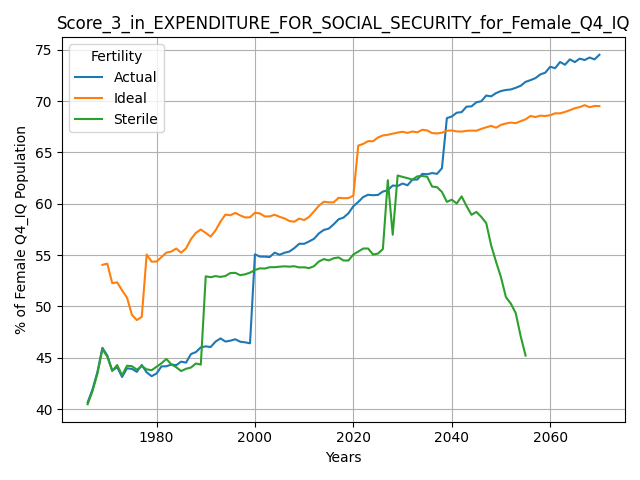 Score_3_in_EXPENDITURE_FOR_SOCIAL_SECURITY_for_Female_Q4_IQ
Fertility
Actual
Ideal
Sterile
% of Female Q4_IQ Population
75
70
65
60
55
50
45
40
1980
2000
2020
2040
2060
Years